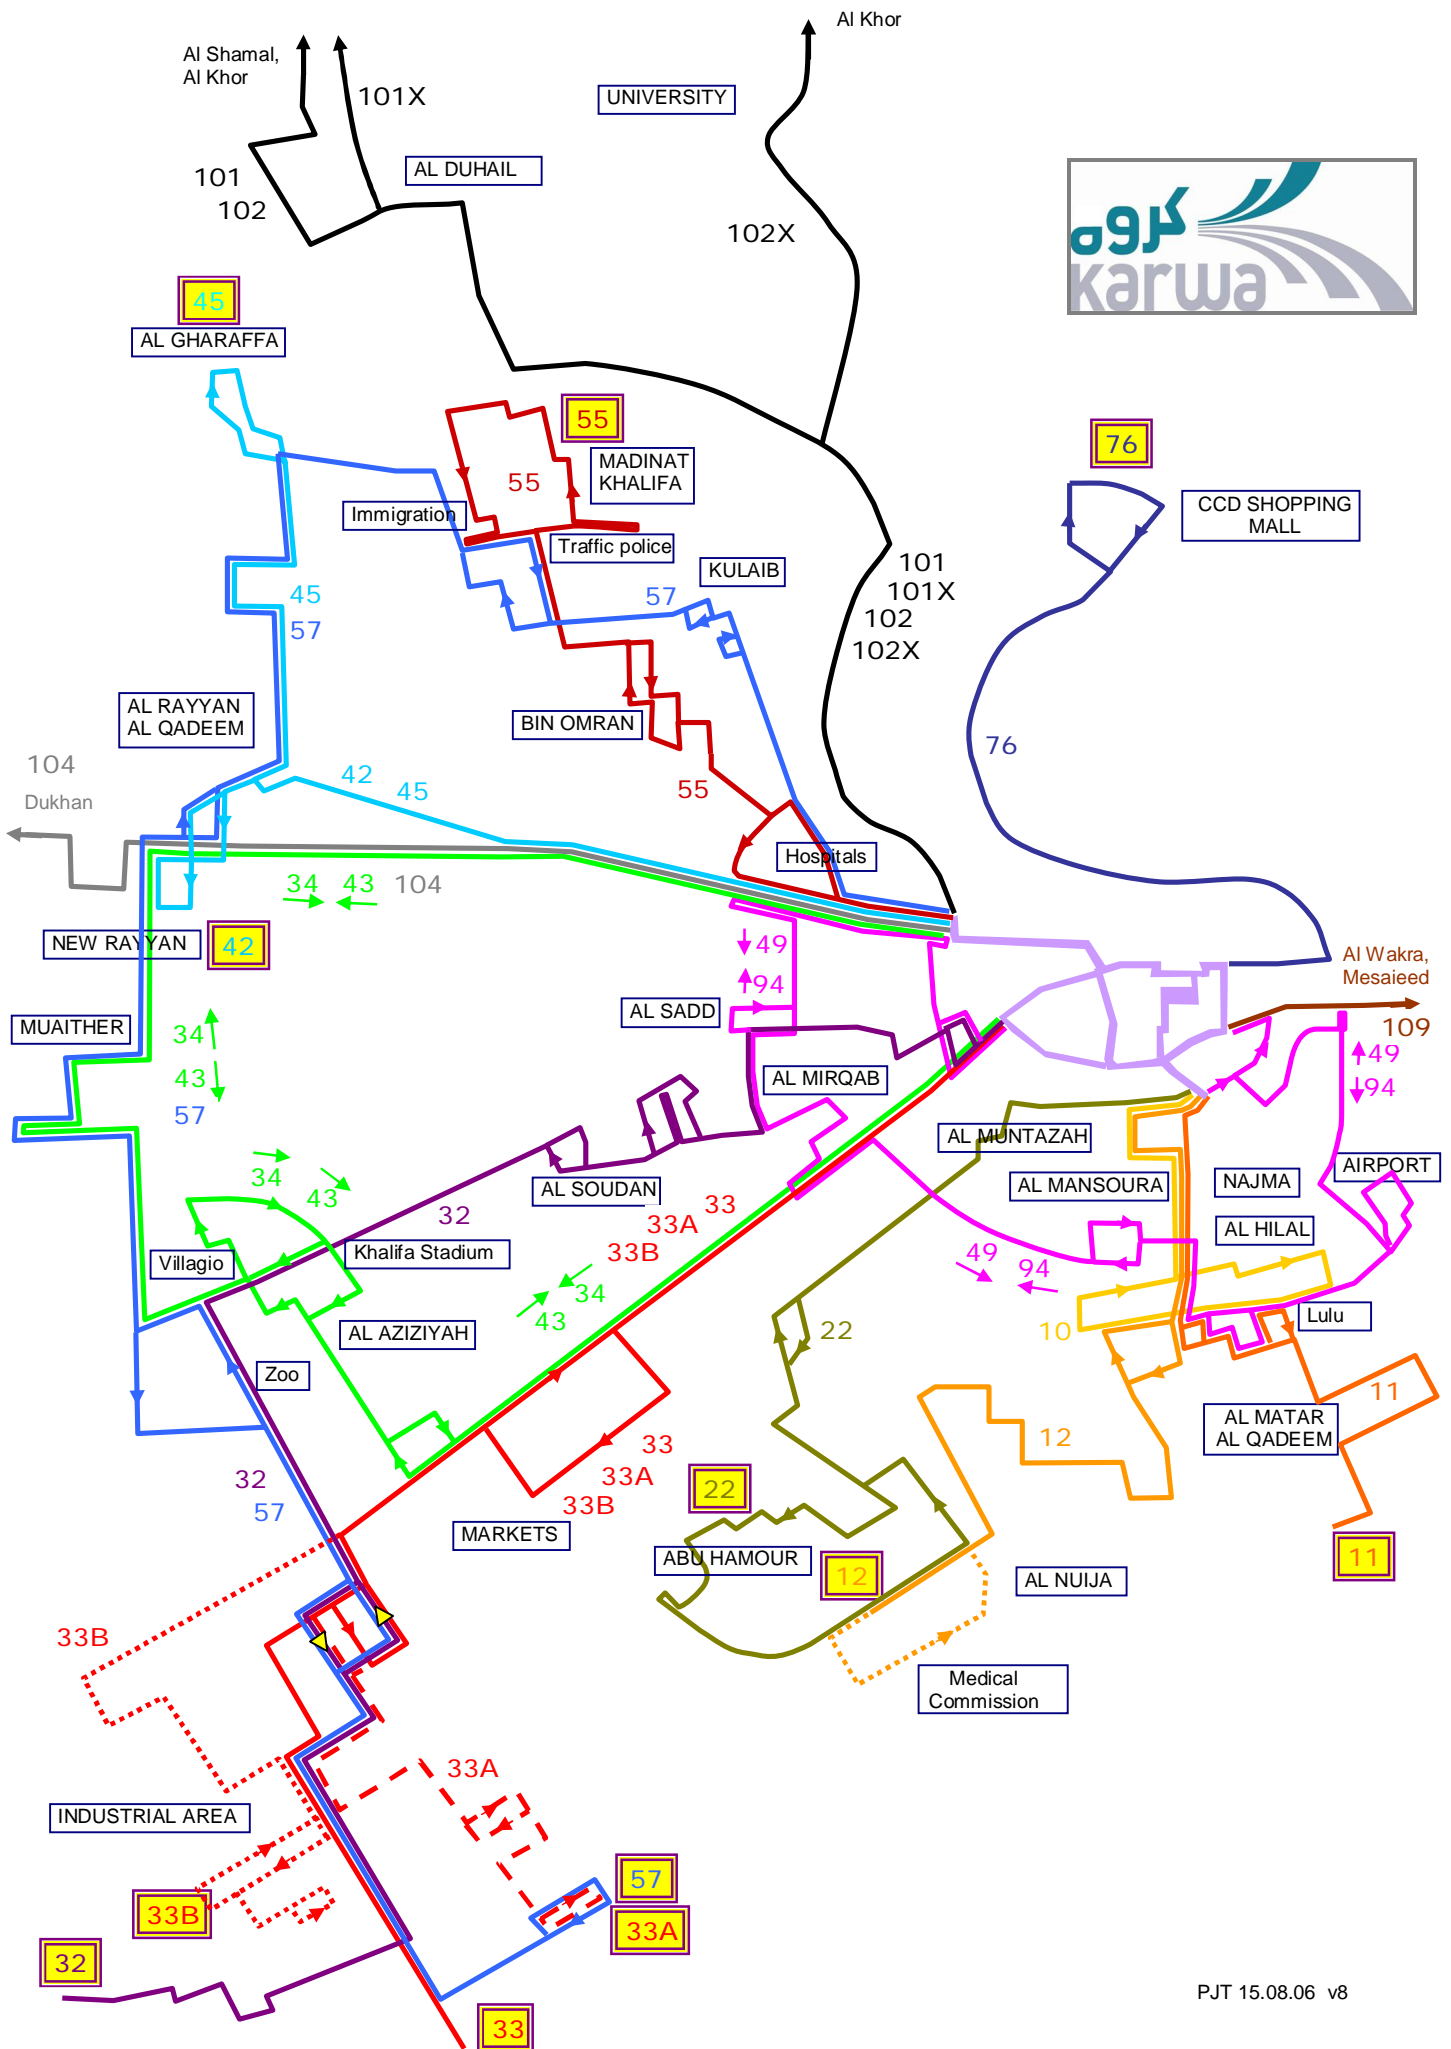 Al Khor
Al Shamal,
Al Khor
101X
UNIVERSITY
AL DUHAIL
101
102
كروه
karwa
102X
45
AL GHARAFFA
55
MADINAT
KHALIFA
55
76
CCD SHOPPING
MALL
Immigration
Traffic police
KULAIB
101
101X
102
102X
45
57
57
AL RAYYAN
AL QADEEM
BIN OMRAN
76
104
Dukhan
42
45
55
Hospitals
34
43
104
NEW RAYYAN
42
49
94
Al Wakra,
Mesaieed
109
MUAITHER
34
43
57
AL SADD
AL MIRQAB
49
94
AL MUNTAZAH
34
43
AL SOUDAN
AL MANSOURA
NAJMA
AIRPORT
32
33
33A
33B
AL HILAL
Villagio
Khalifa Stadium
49
94
34
43
AL AZIZIYAH
22
10
Lulu
Zoo
11
AL MATAR
AL QADEEM
12
33
33A
33B
32
57
22
MARKETS
ABU HAMOUR
12
AL NUIJA
11
33B
Medical
Commission
33A
INDUSTRIAL AREA
57
33B
33A
32
33
PJT 15.08.06 v8